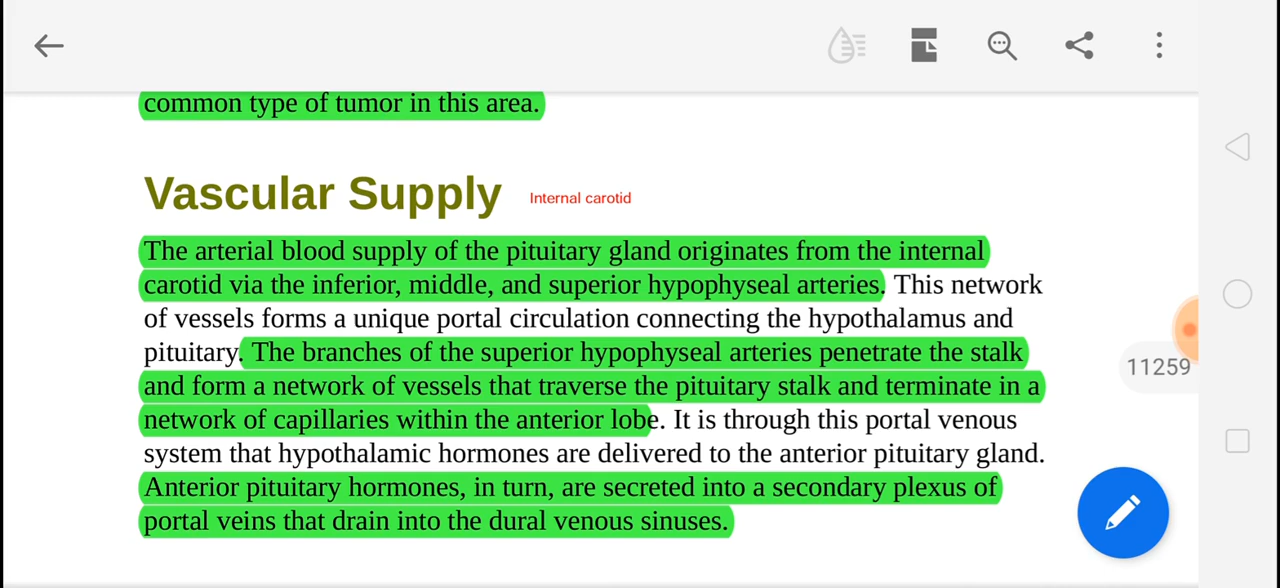 common type of tumor in this area.
Vascular Supply Internal carotid
The arterial blood supply of the pituitary gland originates from the internal
carotid via the inferior, middle, and superior hypophyseal arteries. This network
of vessels forms a unique portal circulation connecting the hypothalamus and
pituitary. The branches of the superior hypophyseal arteries penetrate the stalk
and form a network of vessels that traverse the pituitary stalk and terminate in a
11259
network of capillaries within the anterior lobe. It is through this portal venous
system that hypothalamic hormones are delivered to the anterior pituitary gland.
Anterior pituitary hormones, in turn, are secreted into a secondary plexus of
portal veins that drain into the dural venous sinuses.